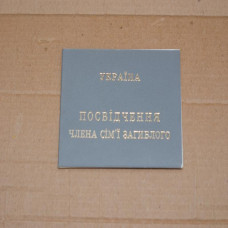 УКРАЇНА
ПОСВІДЧЕННЯ
ЧЛЕНА СІМ'Ї ЗАГИБЛОГО